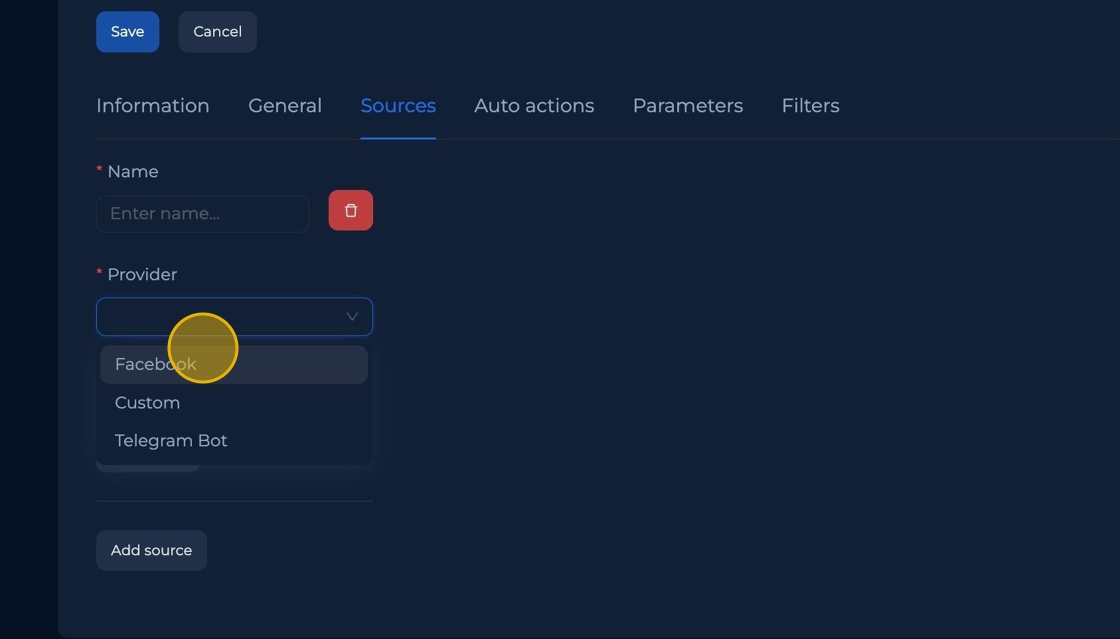 Save Cancel
Information General Sources Auto actions Parameters Filters
* Name
Enter name...
* Provider
Facebook
Custom
Telegram Bot
Add source